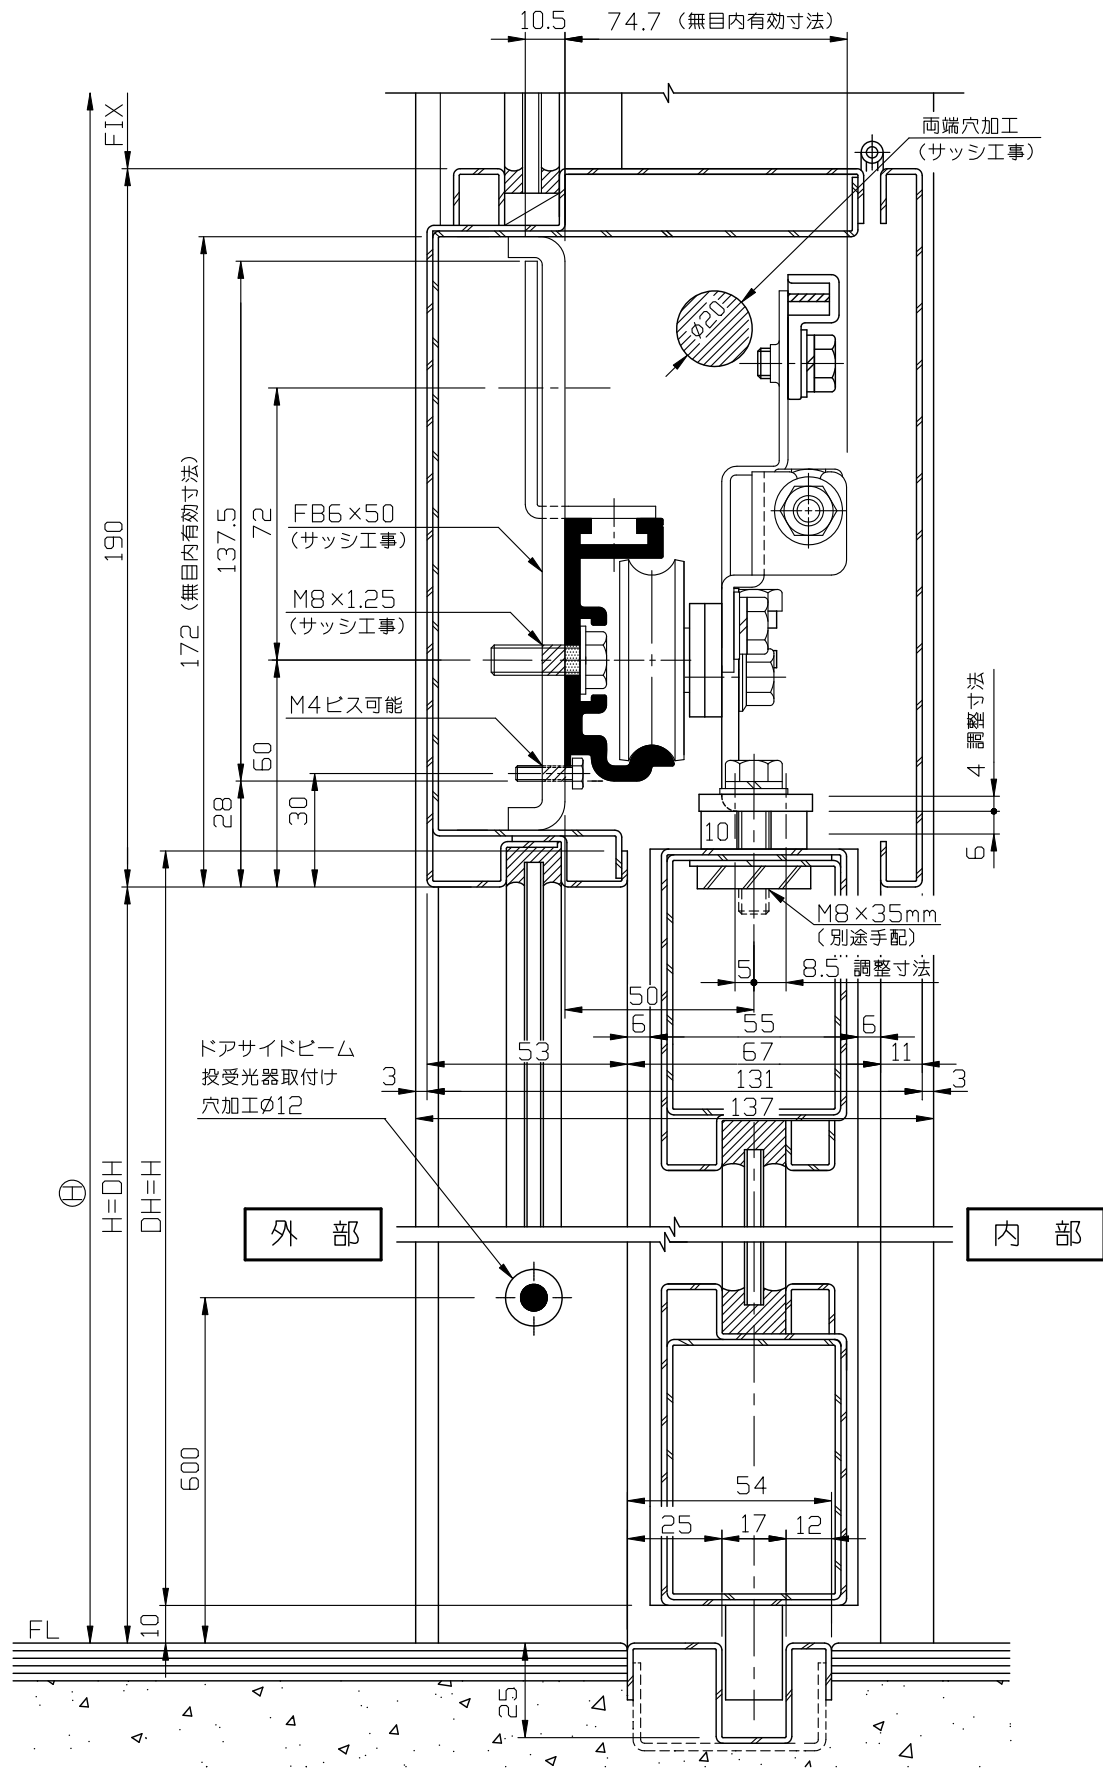 10.5
74.7 (無目内有効寸法)
FIX
両端穴加工
(サッシ工事)
ø20
190
172 (無目内有効寸法)
137.5
72
FB6×50
(サッシ工事)
M8×1.25
(サッシ工事)
M4ビス可能
60
28
30
4 調整寸法
6
10
M8×35mm
(別途手配)
5
8.5 調整寸法
50
6
55
6
53
67
11
3
131
3
137
ドアサイドビーム
投受光器取付け
穴加工ø12
H
H=DH
DH=H
外 部
内 部
600
54
25
17
12
10
FL
25